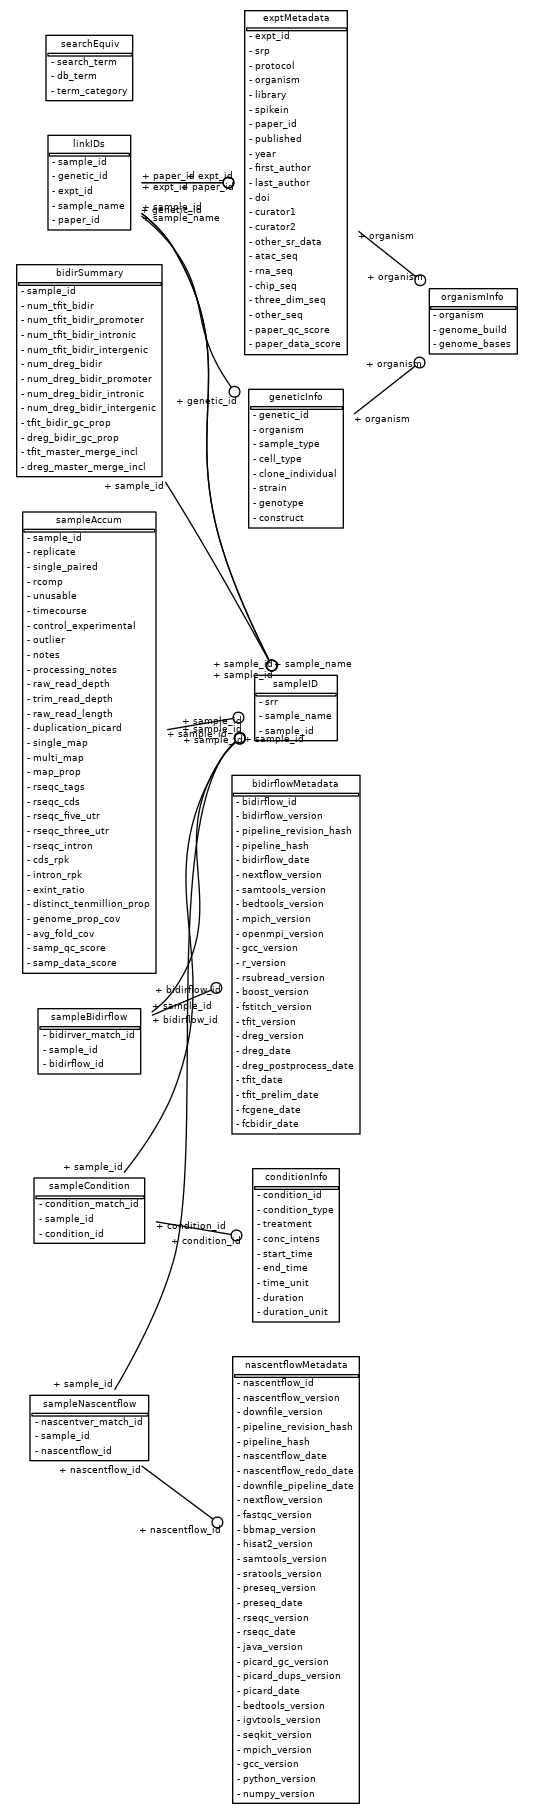 searchEquiv
- search_term
- db_term
- term_category
exptMetadata
- expt_id
- srp
- protocol
- organism
- library
- spikein
- paper_id
- published
- year
- first_author
- last_author
- doi
- curator1
- curator2
- other_sr_data
- atac_seq
- rna_seq
- chip_seq
- three_dim_seq
- other_seq
- paper_qc_score
- paper_data_score
linkIDs
- sample_id
- genetic_id
- expt_id
- sample_name
- paper_id
+ paper_id
+ expt_id
+ expt_id
+ paper_id
+ sample_id
+ genetic_id
+ sample_name
+ organism
+ organism
organismInfo
- organism
- genome_build
- genome_bases
+ organism
+ organism
bidirSummary
- sample_id
- num_tfit_bidir
- num_tfit_bidir_promoter
- num_tfit_bidir_intronic
- num_tfit_bidir_intergenic
- num_dreg_bidir
- num_dreg_bidir_promoter
- num_dreg_bidir_intronic
- num_dreg_bidir_intergenic
- tfit_bidir_gc_prop
- dreg_bidir_gc_prop
- tfit_master_merge_incl
- dreg_master_merge_incl
+ sample_id
+ genetic_id
geneticInfo
- genetic_id
- organism
- sample_type
- cell_type
- clone_individual
- strain
- genotype
- construct
sampleAccum
- sample_id
- replicate
- single_paired
- rcomp
- unusable
- timecourse
- control_experimental
- outlier
- notes
- processing_notes
- raw_read_depth
- trim_read_depth
- raw_read_length
- duplication_picard
- single_map
- multi_map
- map_prop
- rseqc_tags
- rseqc_cds
- rseqc_five_utr
- rseqc_three_utr
- rseqc_intron
- cds_rpk
- intron_rpk
- exint_ratio
- distinct_tenmillion_prop
- genome_prop_cov
- avg_fold_cov
- samp_qc_score
- samp_data_score
+ sample_id
+ sample_name
+ sample_id
sampleID
- srr
- sample_name
- sample_id
+ sample_id
+ sample_id
+ sample_id
+ sample_id
+ sample_id
bidirflowMetadata
- bidirflow_id
- bidirflow_version
- pipeline_revision_hash
- pipeline_hash
- bidirflow_date
- nextflow_version
- samtools_version
- bedtools_version
- mpich_version
- openmpi_version
- gcc_version
- r_version
- rsubread_version
- boost_version
- fstitch_version
- tfit_version
- dreg_version
- dreg_date
- dreg_postprocess_date
- tfit_date
- tfit_prelim_date
- fcgene_date
- fcbidir_date
+ bidirflow_id
+ sample_id
+ bidirflow_id
sampleBidirflow
- bidirver_match_id
- sample_id
- bidirflow_id
+ sample_id
sampleCondition
- condition_match_id
- sample_id
- condition_id
+ condition_id
+ condition_id
conditionInfo
- condition_id
- condition_type
- treatment
- conc_intens
- start_time
- end_time
- time_unit
- duration
- duration_unit
+ sample_id
sampleNascentflow
- nascentver_match_id
- sample_id
- nascentflow_id
+ nascentflow_id
+ nascentflow_id
nascentflowMetadata
- nascentflow_id
- nascentflow_version
- downfile_version
- pipeline_revision_hash
- pipeline_hash
- nascentflow_date
- nascentflow_redo_date
- downfile_pipeline_date
- nextflow_version
- fastqc_version
- bbmap_version
- hisat2_version
- samtools_version
- sratools_version
- preseq_version
- preseq_date
- rseqc_version
- rseqc_date
- java_version
- picard_gc_version
- picard_dups_version
- picard_date
- bedtools_version
- igvtools_version
- seqkit_version
- mpich_version
- gcc_version
- python_version
- numpy_version